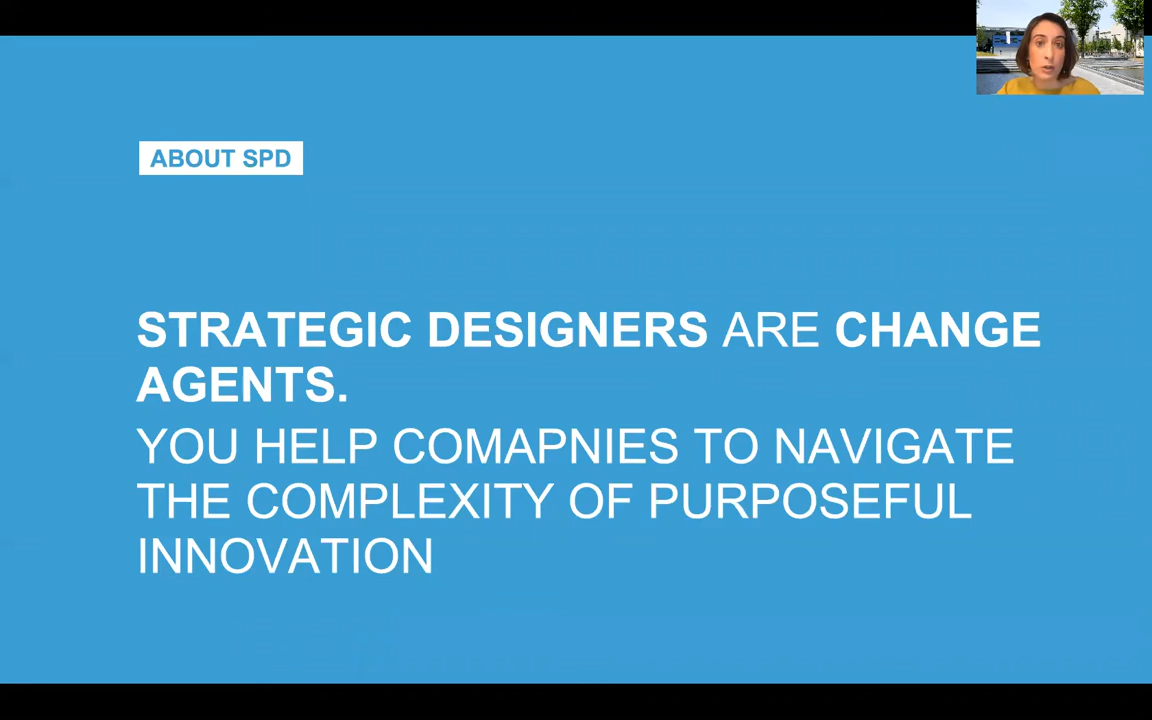 ABOUT SPD
STRATEGIC DESIGNERS ARE CHANGE
AGENTS.
YOU HELP COMAPNIES TO NAVIGATE
THE COMPLEXITY OF PURPOSEFUL
INNOVATION